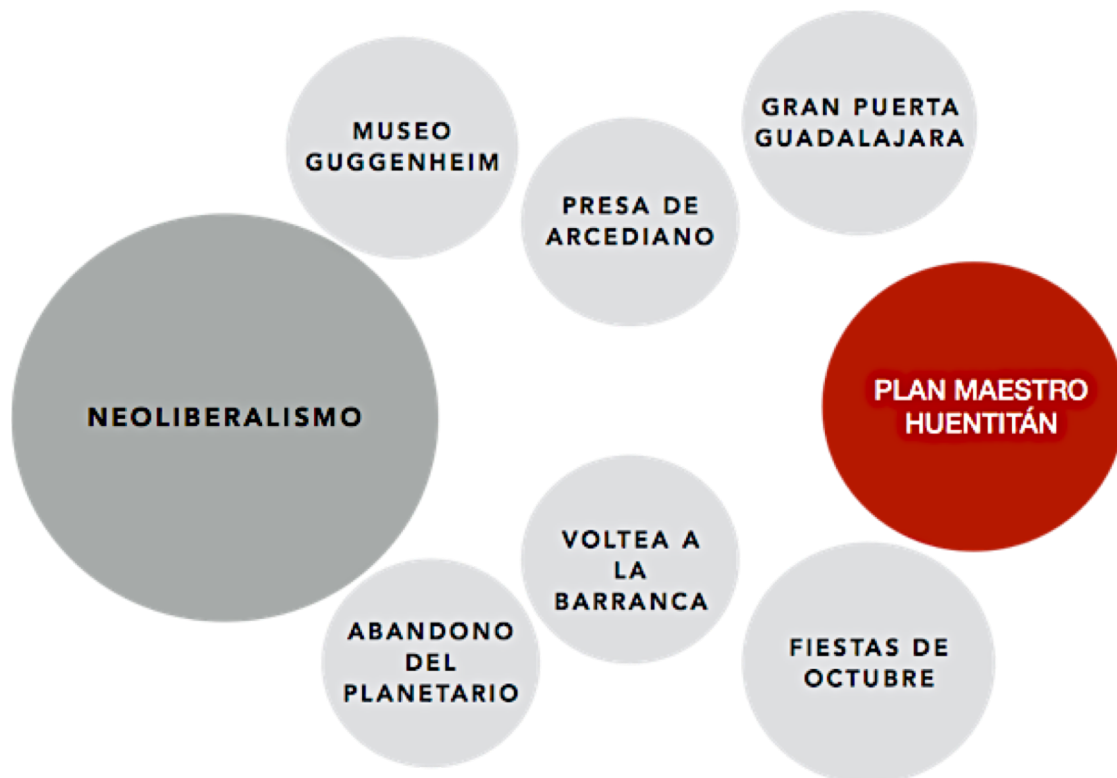 MUSEO
GUGGENHEIM
PRESA DE
ARCEDIANO
GRAN PUERTA
GUADALAJARA
NEOLIBERALISMO
PLAN MAESTRO
HUENTITÁN
ABANDONO
DEL
PLANETARIO
VOLTEA A
LA
BARRANCA
FIESTAS DE
OCTUBRE